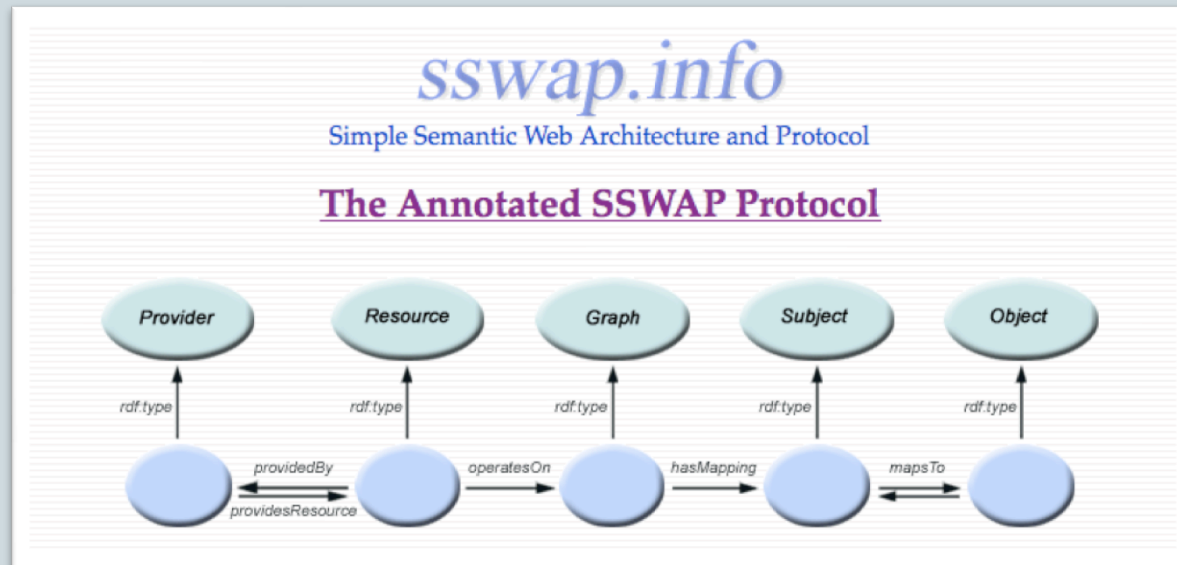 sswap.info
Simple Semantic Web Architecture and Protocol
The Annotated SSWAP Protocol
Provider Resource Graph Subject Object
rdf:type rdf:type rdf:type rdf:type rdf:type
providedBy operatesOn hasMapping mapsTo
providesResource